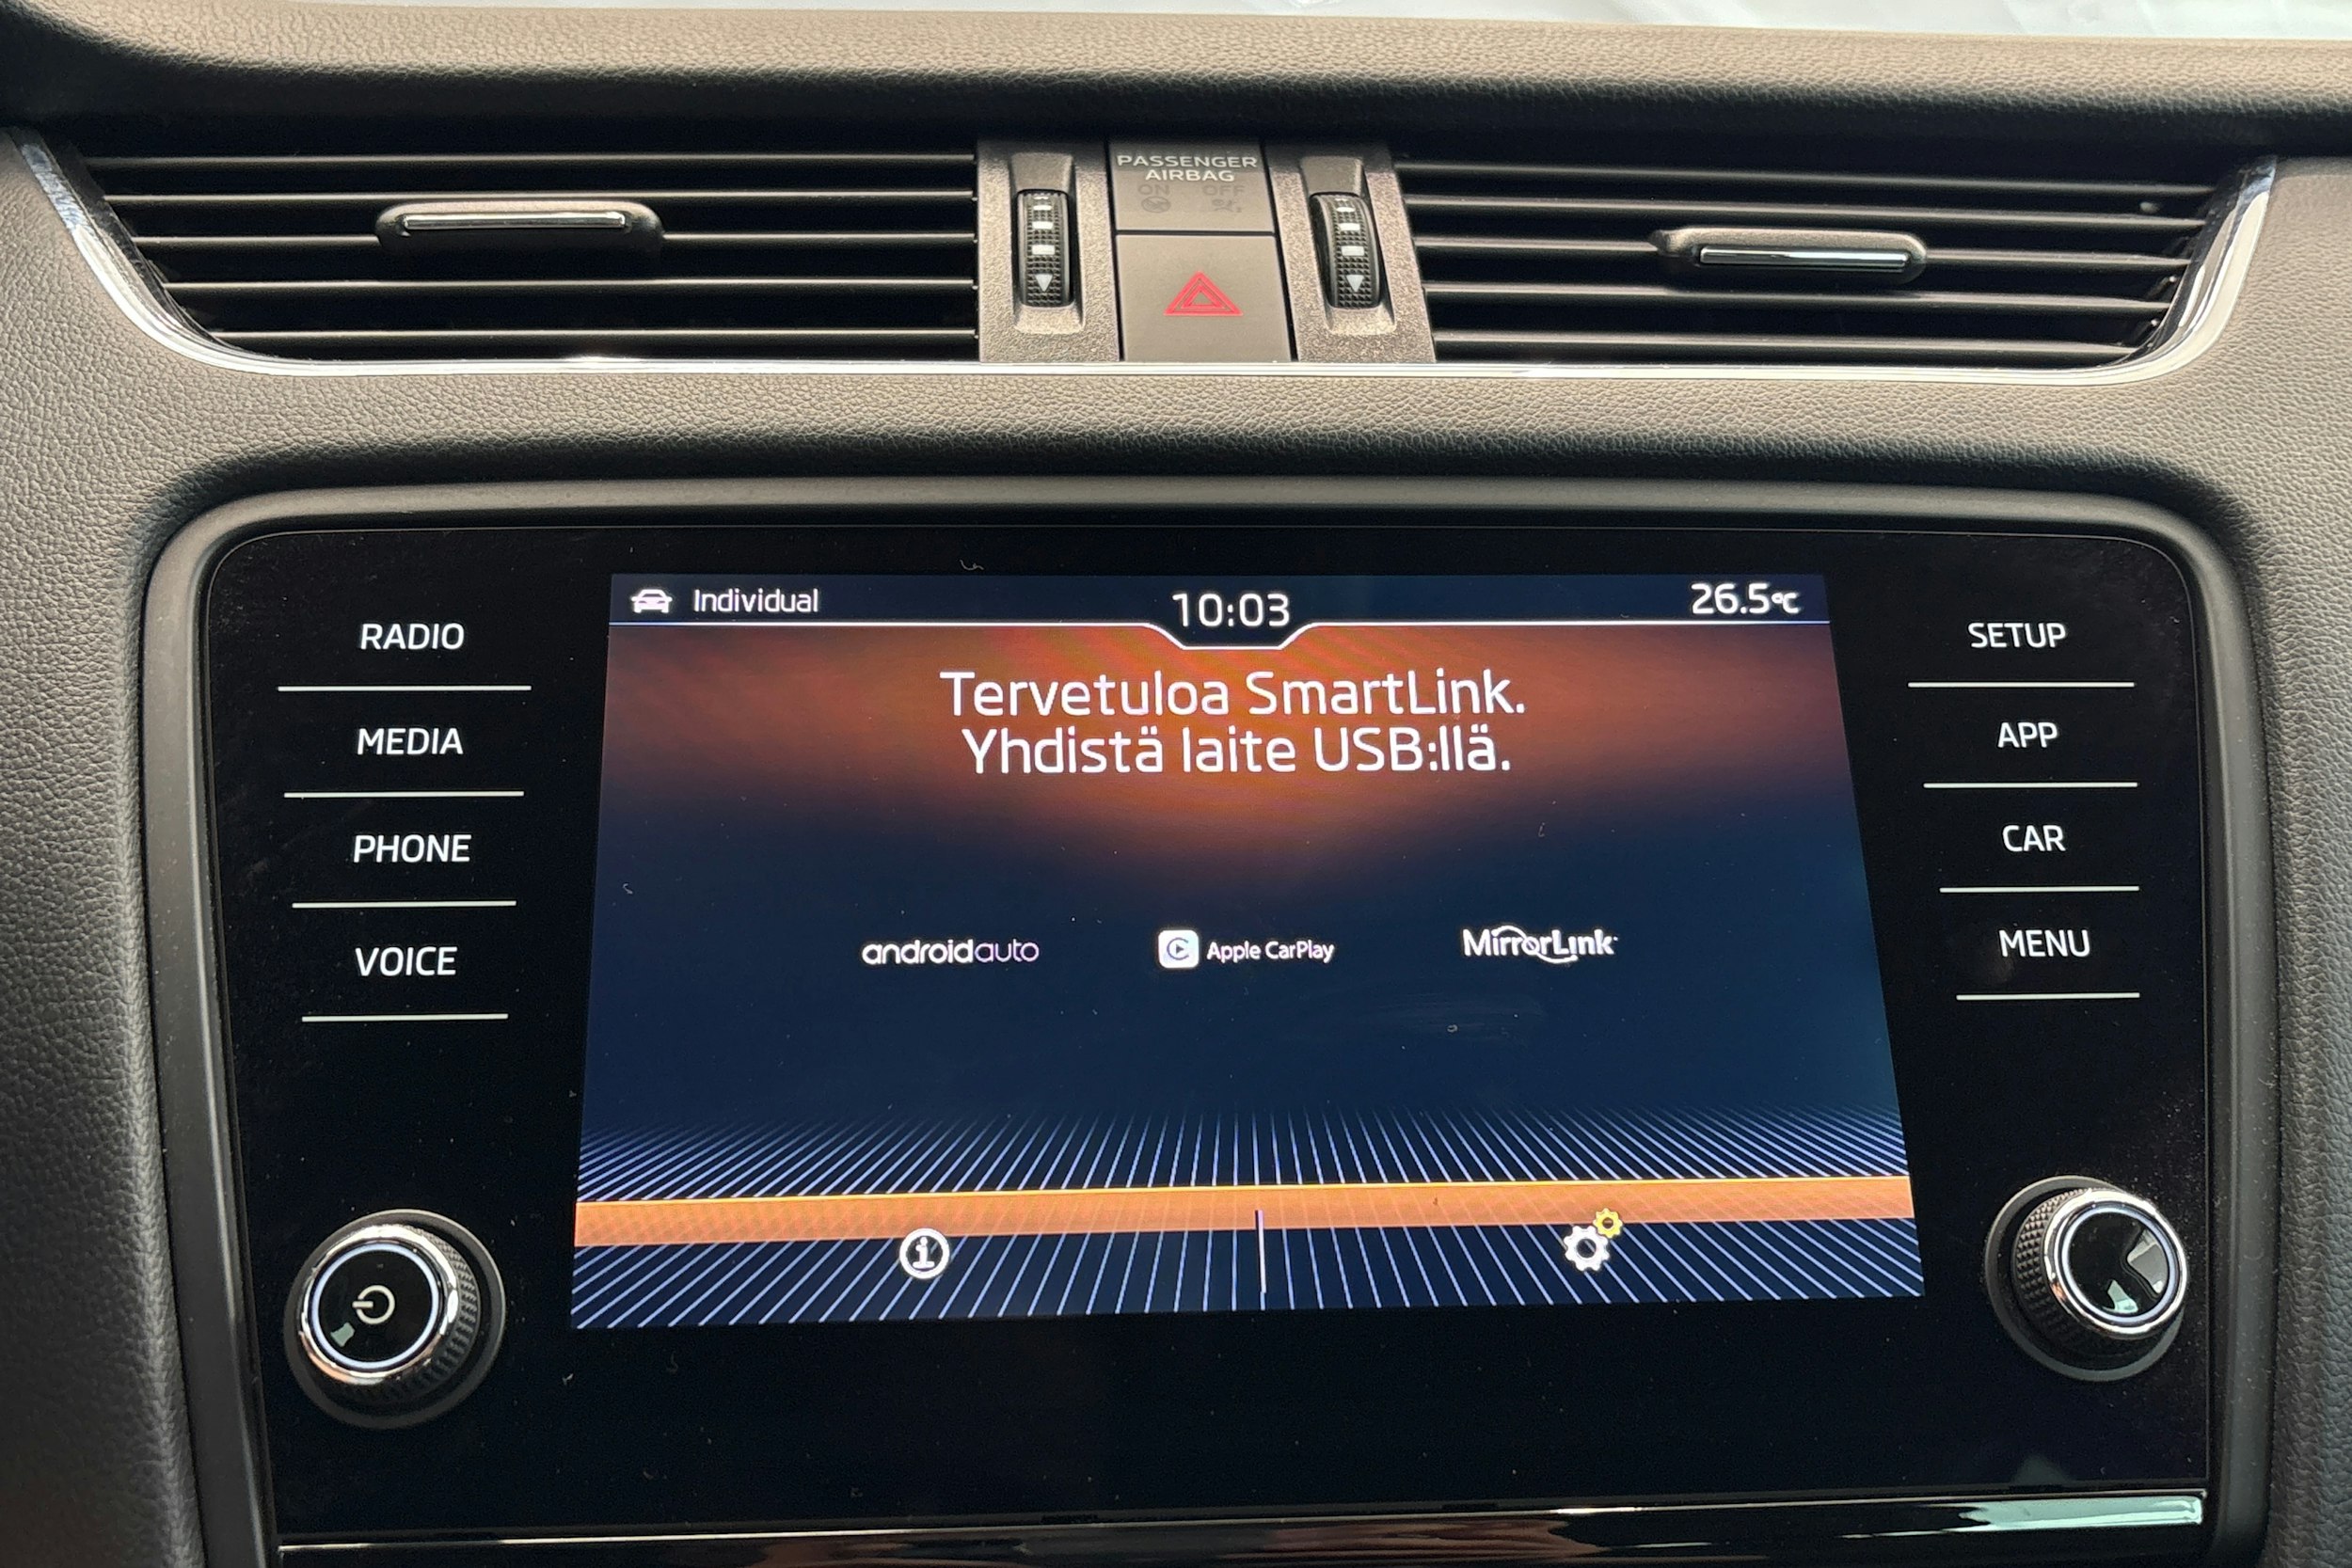 PASSENGER
AIRBAG
ON OFF
Individual 10:03 26.5°C
Tervetuloa SmartLink.
Yhdistä laite USB:llä.
androidauto Apple CarPlay MirrorLink
RADIO
MEDIA
PHONE
VOICE
SETUP
APP
CAR
MENU